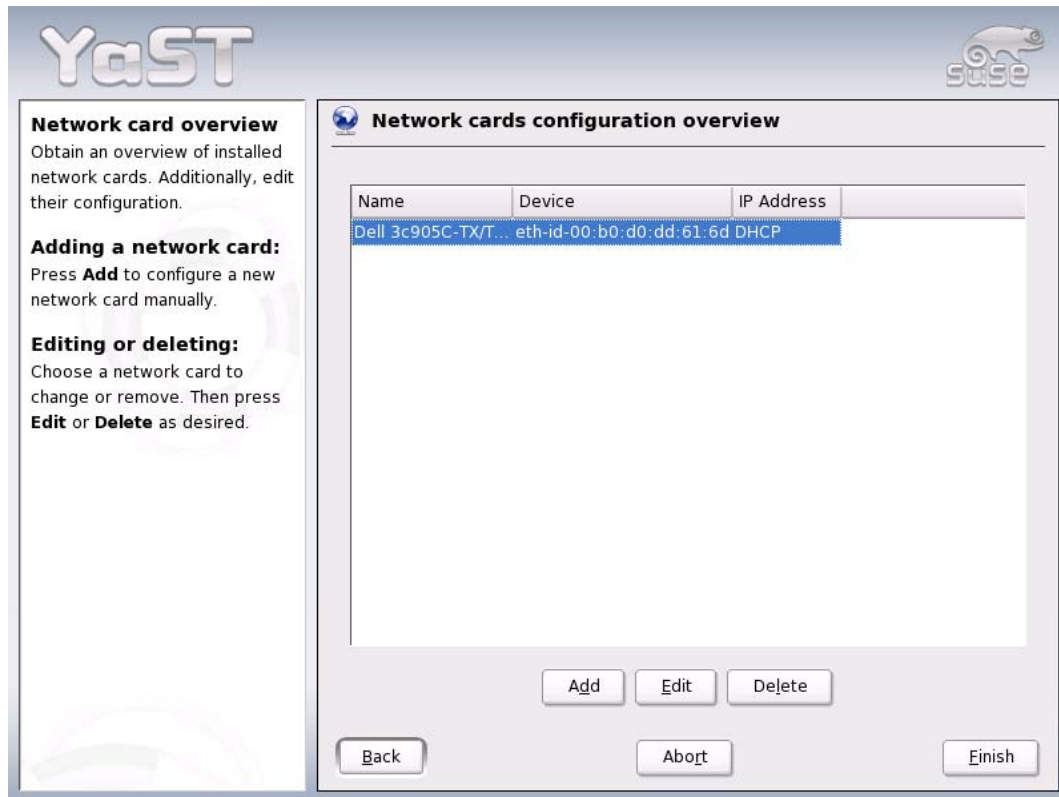 YaST
SUSE
Network card overview
Obtain an overview of installed
network cards. Additionally, edit
their configuration.
Adding a network card:
Press Add to configure a new
network card manually.
Editing or deleting:
Choose a network card to
change or remove. Then press
Edit or Delete as desired.
Network cards configuration overview
Name Device IP Address
Dell 3c905C-TX/T... eth-id-00:b0:d0:dd:61:6d DHCP
Add Edit Delete
Back Abort Finish